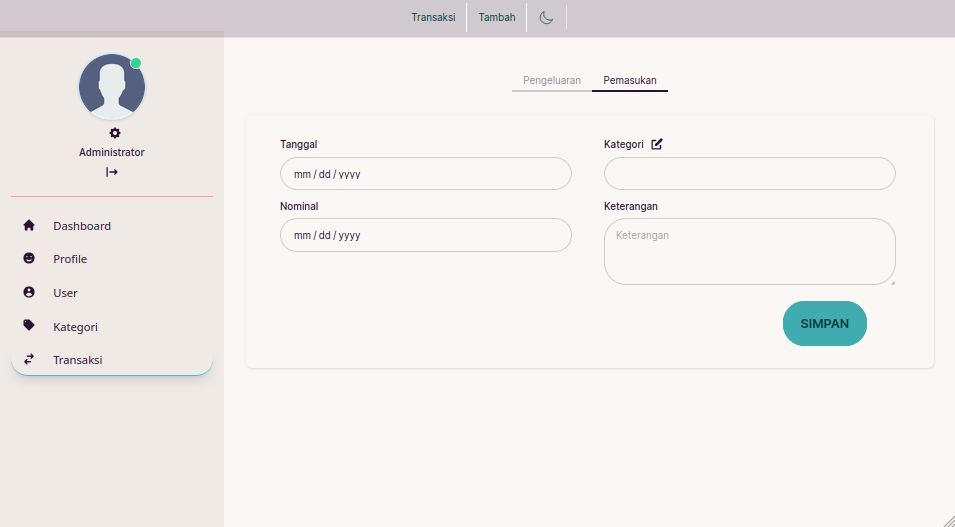 Transaksi
Tambah
Administrator
Dashboard
Profile
User
Kategori
Transaksi
Pengeluaran
Pemasukan
Tanggal
mm / dd / yyyy
Nominal
mm / dd / yyyy
Kategori
Keterangan
Keterangan
SIMPAN